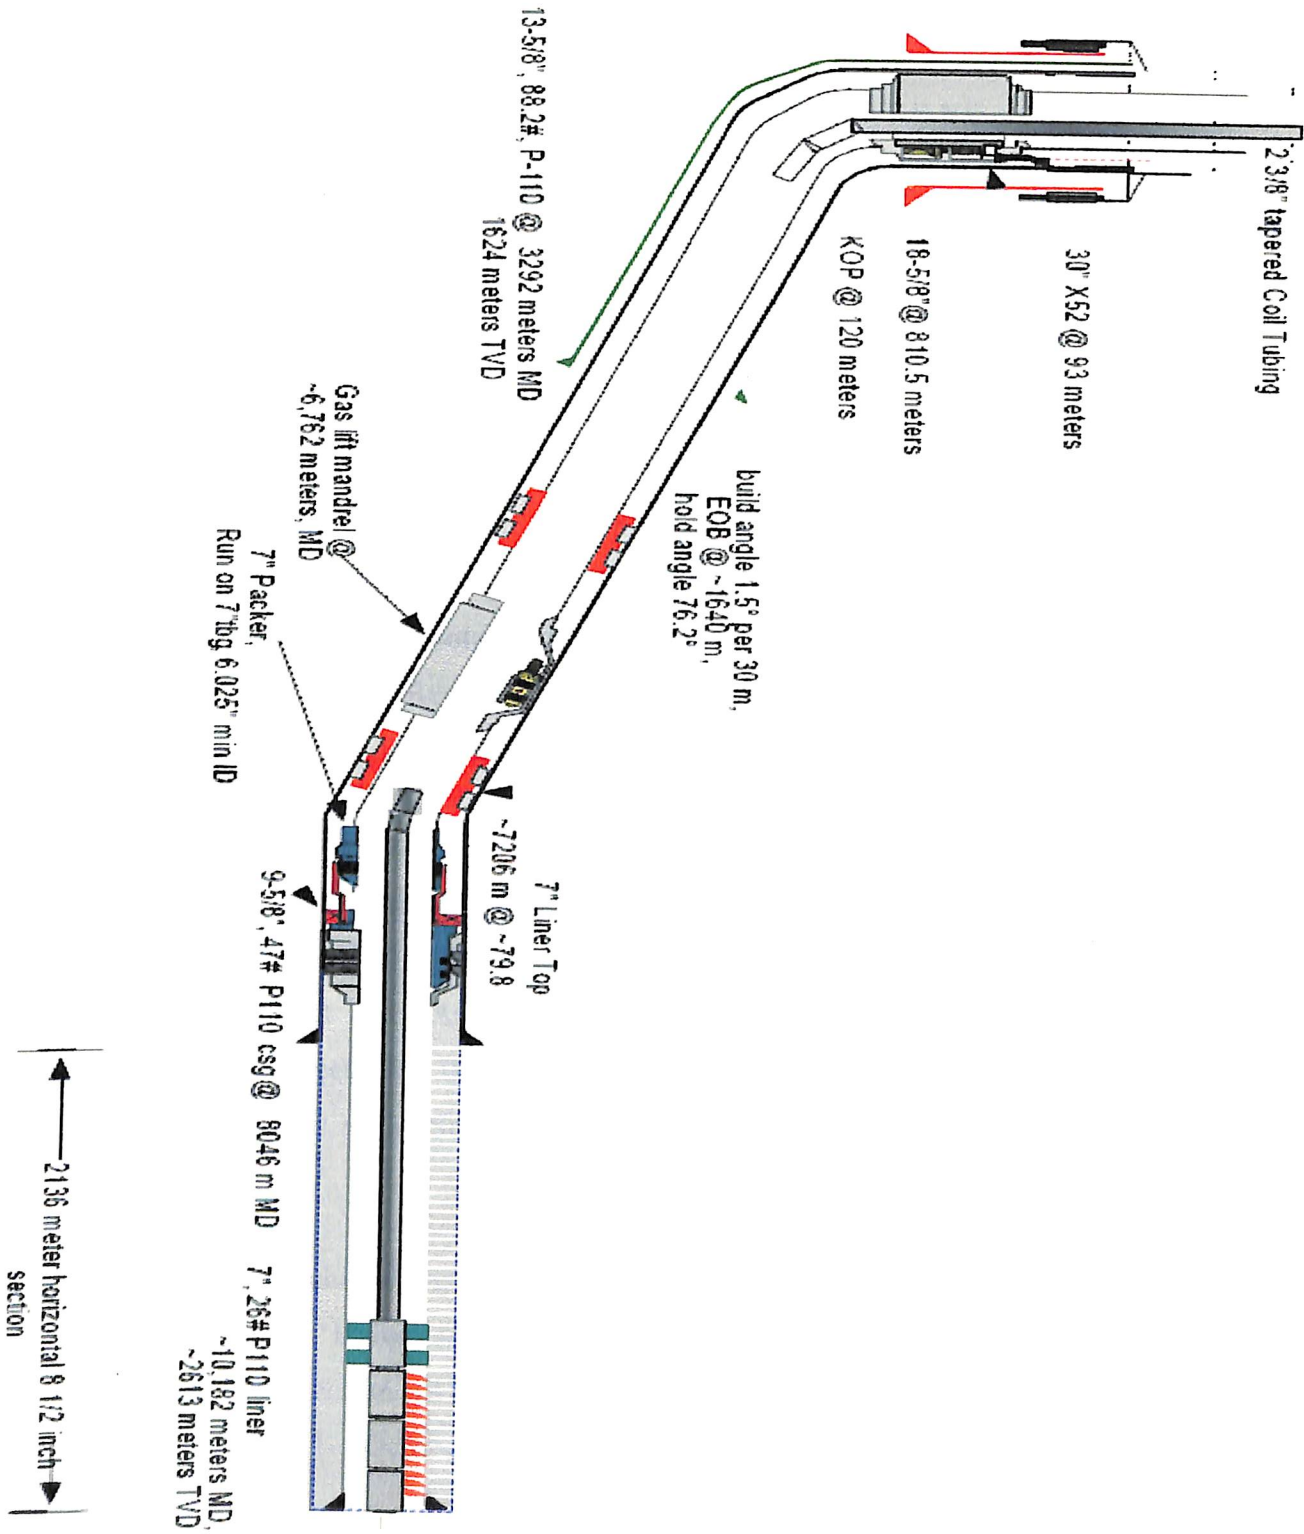 2 3/8" tapered Coil Tubing
30" X52 @ 93 meters
18-5/8"@ 810.5 meters
KOP @ 120 meters
build angle 1.5° per 30 m,
EOB @ ~1640 m,
hold angle 76.2°
13-5/8", 88.2#, P-110 @ 3292 meters MD
1624 meters TVD
Gas lift mandrel @
~6,762 meters, MD
7" Packer,
Run on 7"tbg 6.025" min ID
7" Liner Top
~7206 m @ ~79.8
9-5/8", 47# P110 csg @ 8046 m MD
7", 26# P110 liner
~10,182 meters MD,
~2613 meters TVD
2136 meter horizontal 8 1/2 inch
section